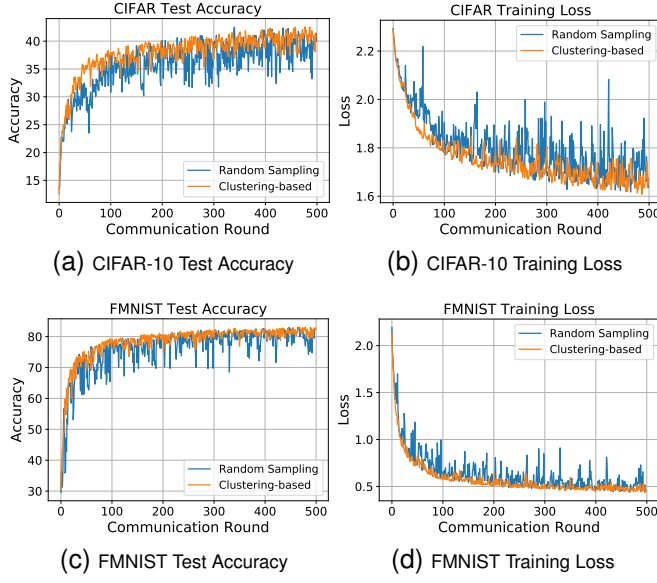 CIFAR Test Accuracy
Accuracy
40
35
30
25
20
15
Random Sampling
Clustering-based
0 100 200 300 400 500
Communication Round
(a) CIFAR-10 Test Accuracy
CIFAR Training Loss
Loss
2.2
2.0
1.8
1.6
Random Sampling
Clustering-based
0 100 200 300 400 500
Communication Round
(b) CIFAR-10 Training Loss
FMNIST Test Accuracy
Accuracy
80
70
60
50
40
30
Random Sampling
Clustering-based
0 100 200 300 400 500
Communication Round
(c) FMNIST Test Accuracy
FMNIST Training Loss
Loss
2.0
1.5
1.0
0.5
Random Sampling
Clustering-based
0 100 200 300 400 500
Communication Round
(d) FMNIST Training Loss